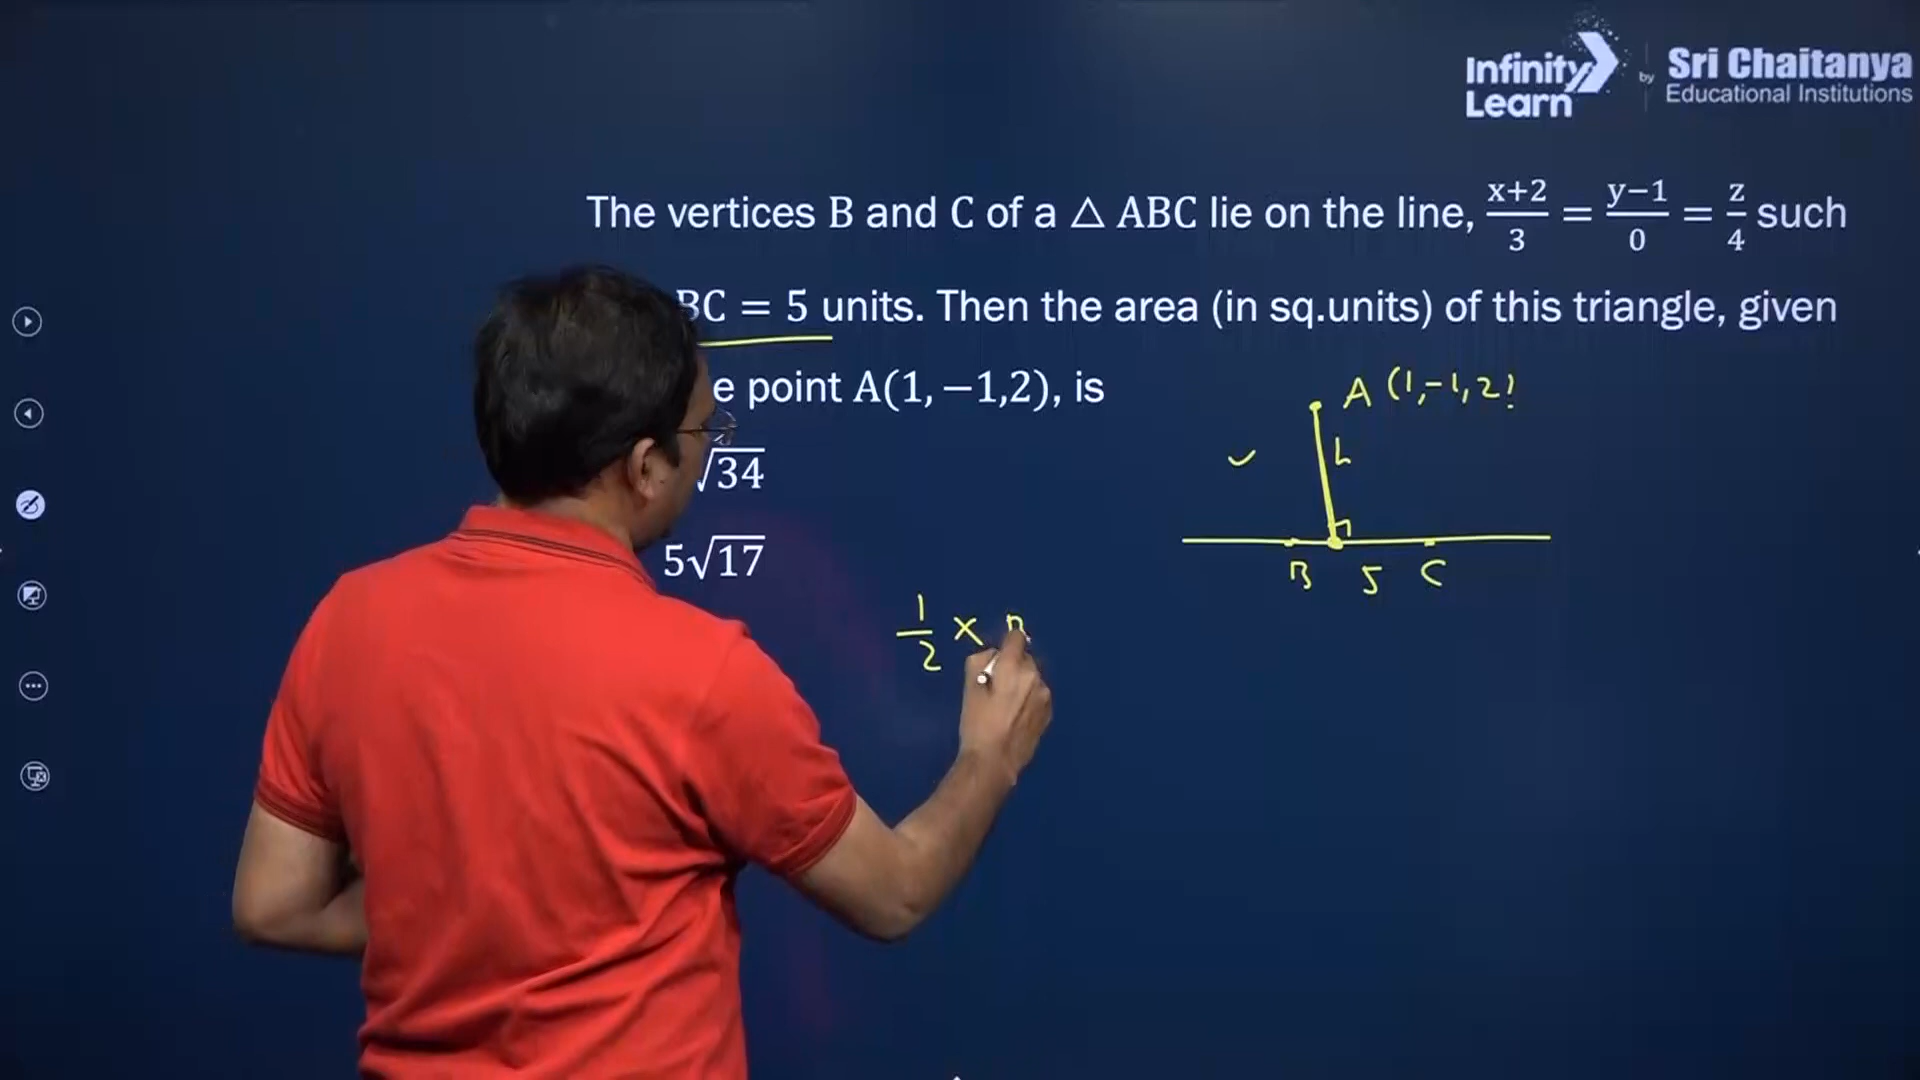 Infinity Learn by Sri Chaitanya Educational Institutions
The vertices B and C of a △ ABC lie on the line, (x+2)/3 = (y−1)/0 = z/4 such
BC = 5 units. Then the area (in sq.units) of this triangle, given
point A(1, −1,2), is
√34
5√17
A (1,-1,2)
L
B 5 C
1/2 ×